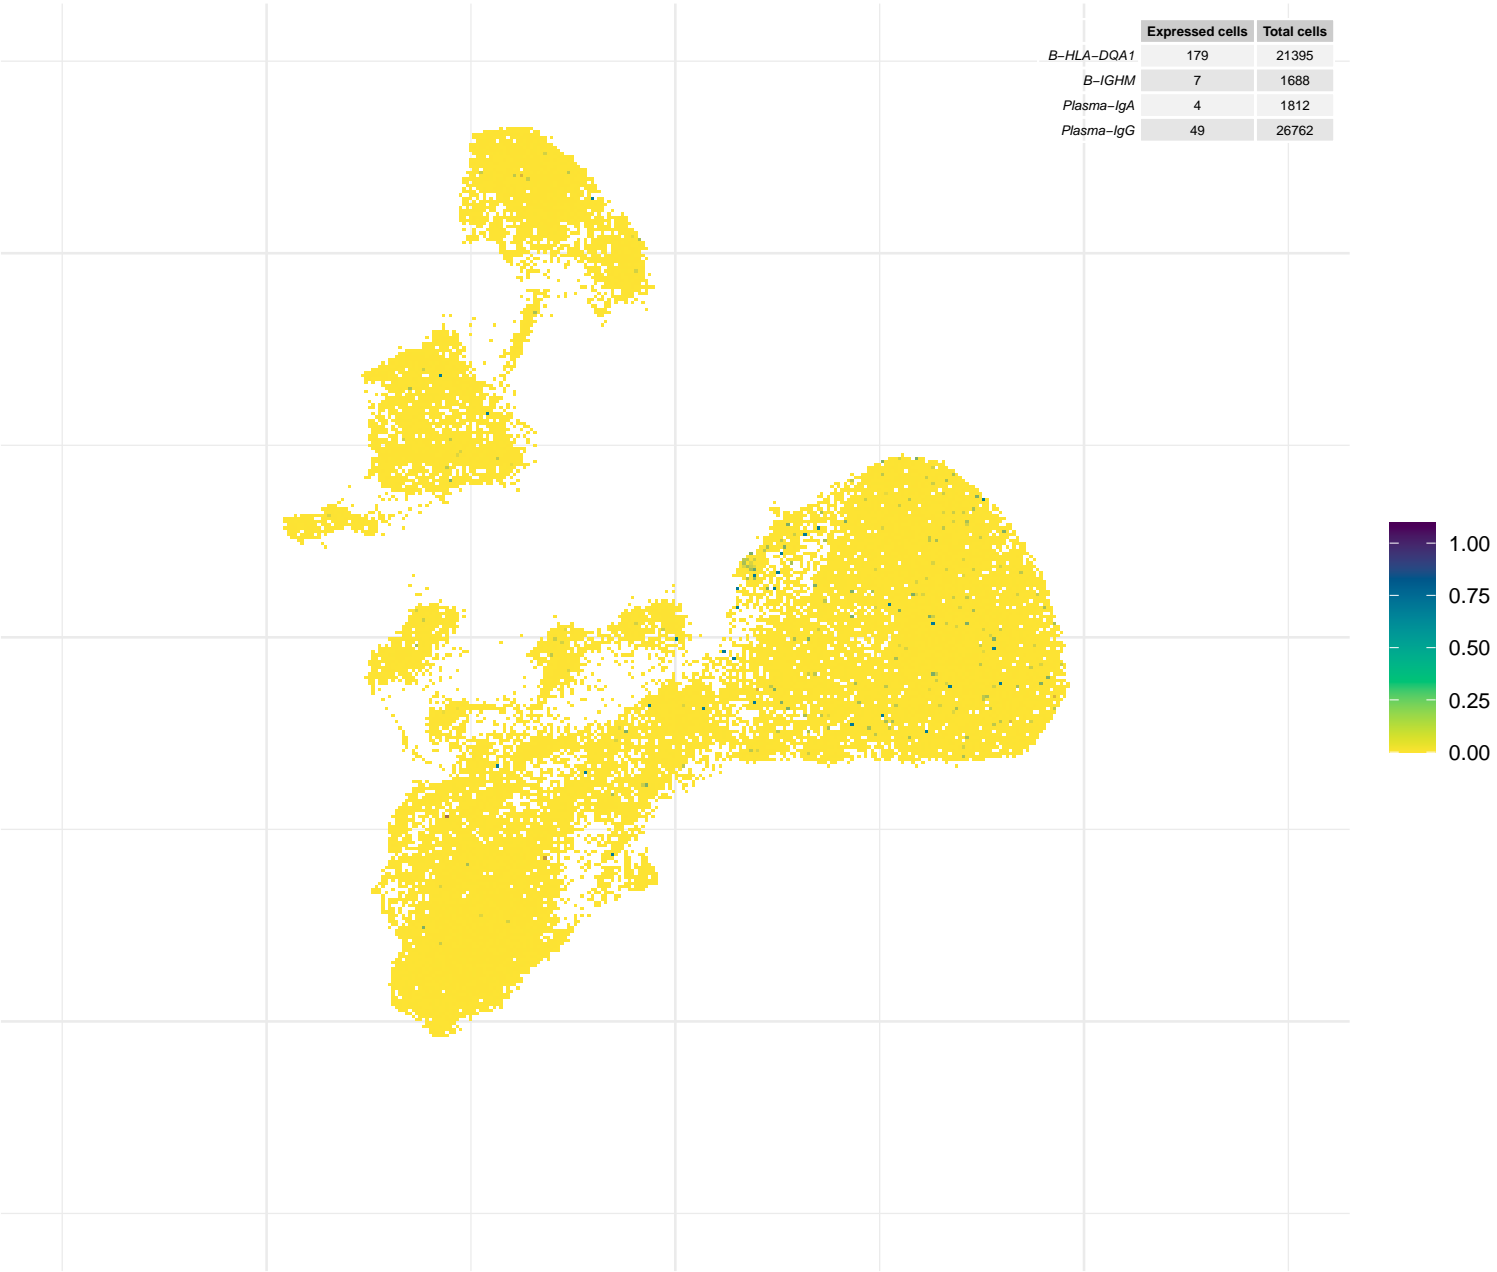 Expressed cells Total cells
B−HLA−DQA1 179 21395
B−IGHM 7 1688
Plasma−IgA 4 1812
Plasma−IgG 49 26762
1.00
0.75
0.50
0.25
0.00